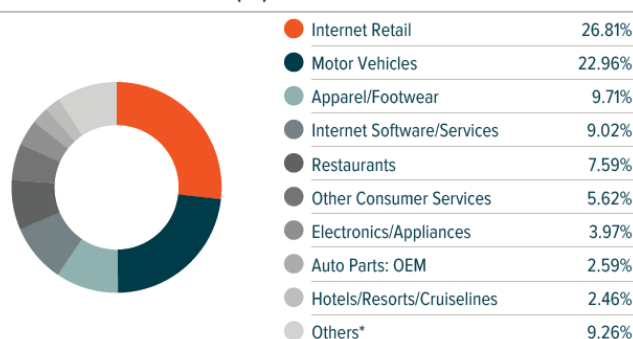 Internet Retail 26.81%
Motor Vehicles 22.96%
Apparel/Footwear 9.71%
Internet Software/Services 9.02%
Restaurants 7.59%
Other Consumer Services 5.62%
Electronics/Appliances 3.97%
Auto Parts: OEM 2.59%
Hotels/Resorts/Cruiselines 2.46%
Others* 9.26%